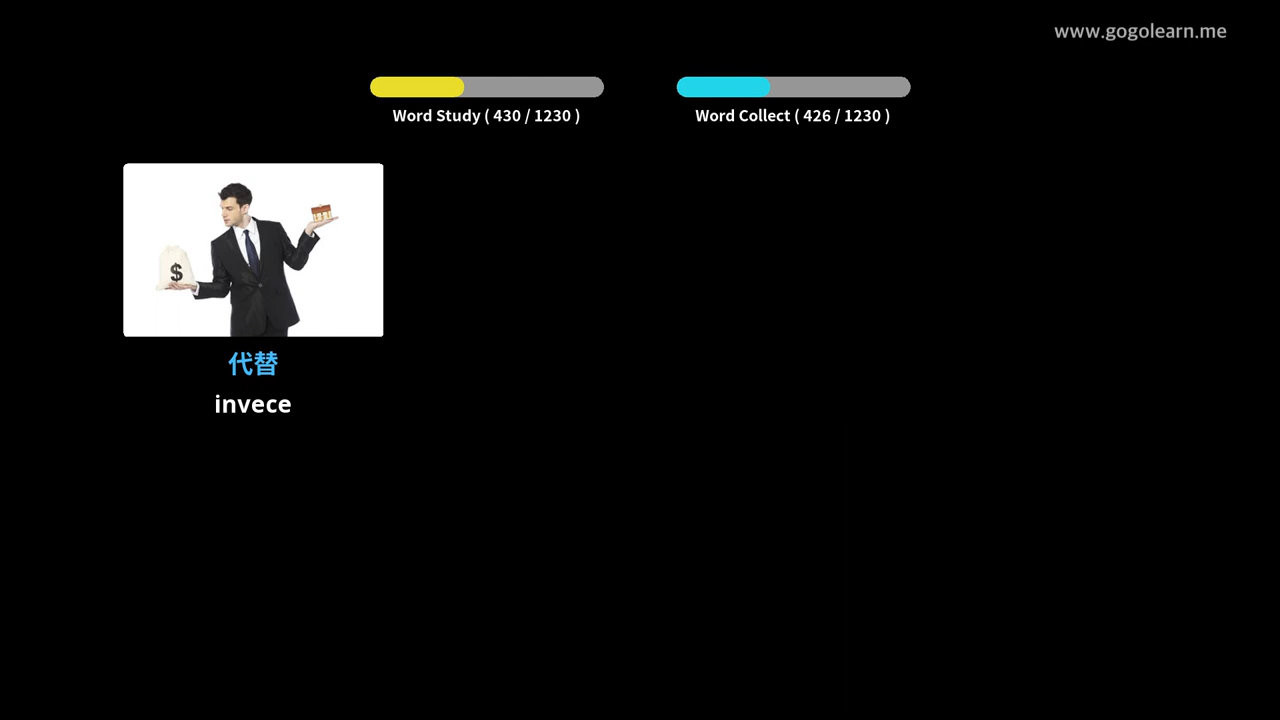 www.gogolearn.me
Word Study ( 430 / 1230 )
Word Collect ( 426 / 1230 )
$
代替
invece